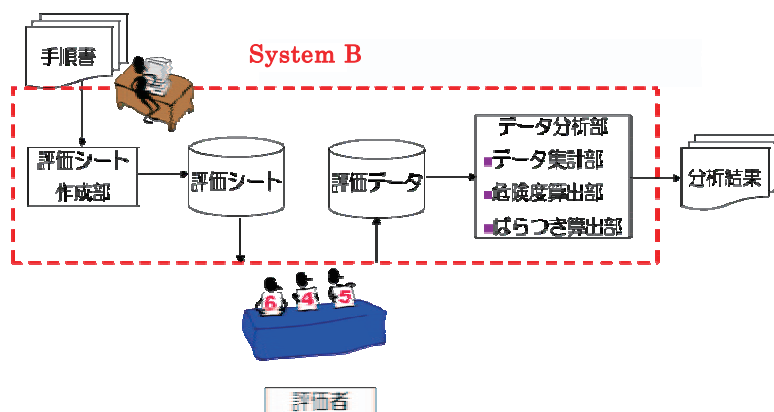 System B
手順書
評価シート
作成部
評価シート
評価データ
データ分析部
データ集計部
危険度算出部
ばらつき算出部
分析結果
6
4
5
評価者